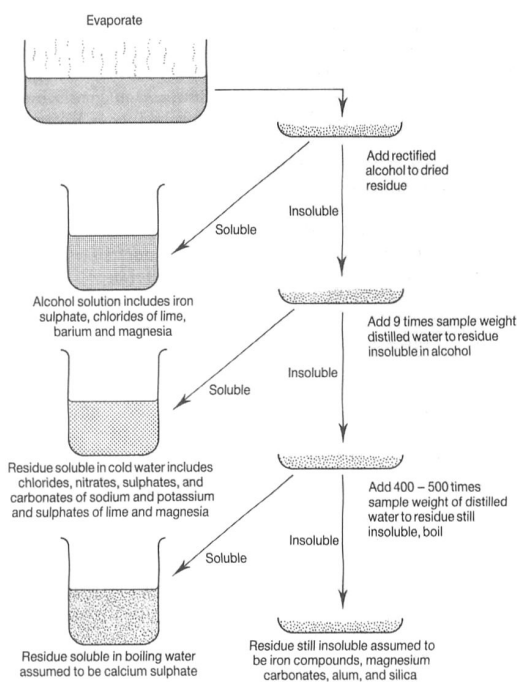 Evaporate
Add rectified
alcohol to dried
residue
Insoluble
Soluble
Alcohol solution includes iron
sulphate, chlorides of lime,
barium and magnesia
Add 9 times sample weight
distilled water to residue
insoluble in alcohol
Insoluble
Soluble
Residue soluble in cold water includes
chlorides, nitrates, sulphates, and
carbonates of sodium and potassium
and sulphates of lime and magnesia
Add 400 – 500 times
sample weight of distilled
water to residue still
insoluble, boil
Insoluble
Soluble
Residue soluble in boiling water
assumed to be calcium sulphate
Residue still insoluble assumed to
be iron compounds, magnesium
carbonates, alum, and silica